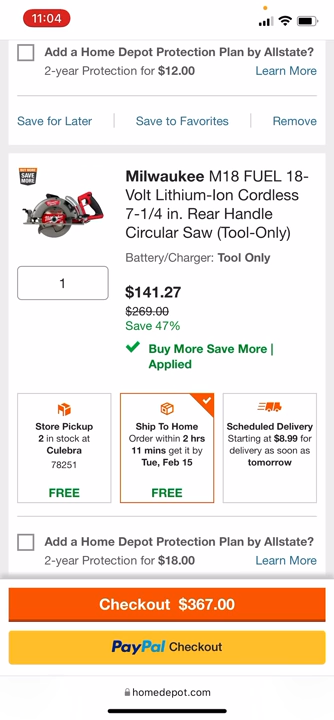 11:04
Add a Home Depot Protection Plan by Allstate?
2-year Protection for $12.00 Learn More
Save for Later Save to Favorites Remove
BUY MORE
SAVE
MORE
Milwaukee M18 FUEL 18-
Volt Lithium-Ion Cordless
7-1/4 in. Rear Handle
Circular Saw (Tool-Only)
Battery/Charger: Tool Only
1
$141.27
$269.00
Save 47%
Buy More Save More |
Applied
Store Pickup
2 in stock at
Culebra
78251
FREE
Ship To Home
Order within 2 hrs
11 mins get it by
Tue, Feb 15
FREE
Scheduled Delivery
Starting at $8.99 for
delivery as soon as
tomorrow
Add a Home Depot Protection Plan by Allstate?
2-year Protection for $18.00 Learn More
Checkout $367.00
PayPal Checkout
homedepot.com